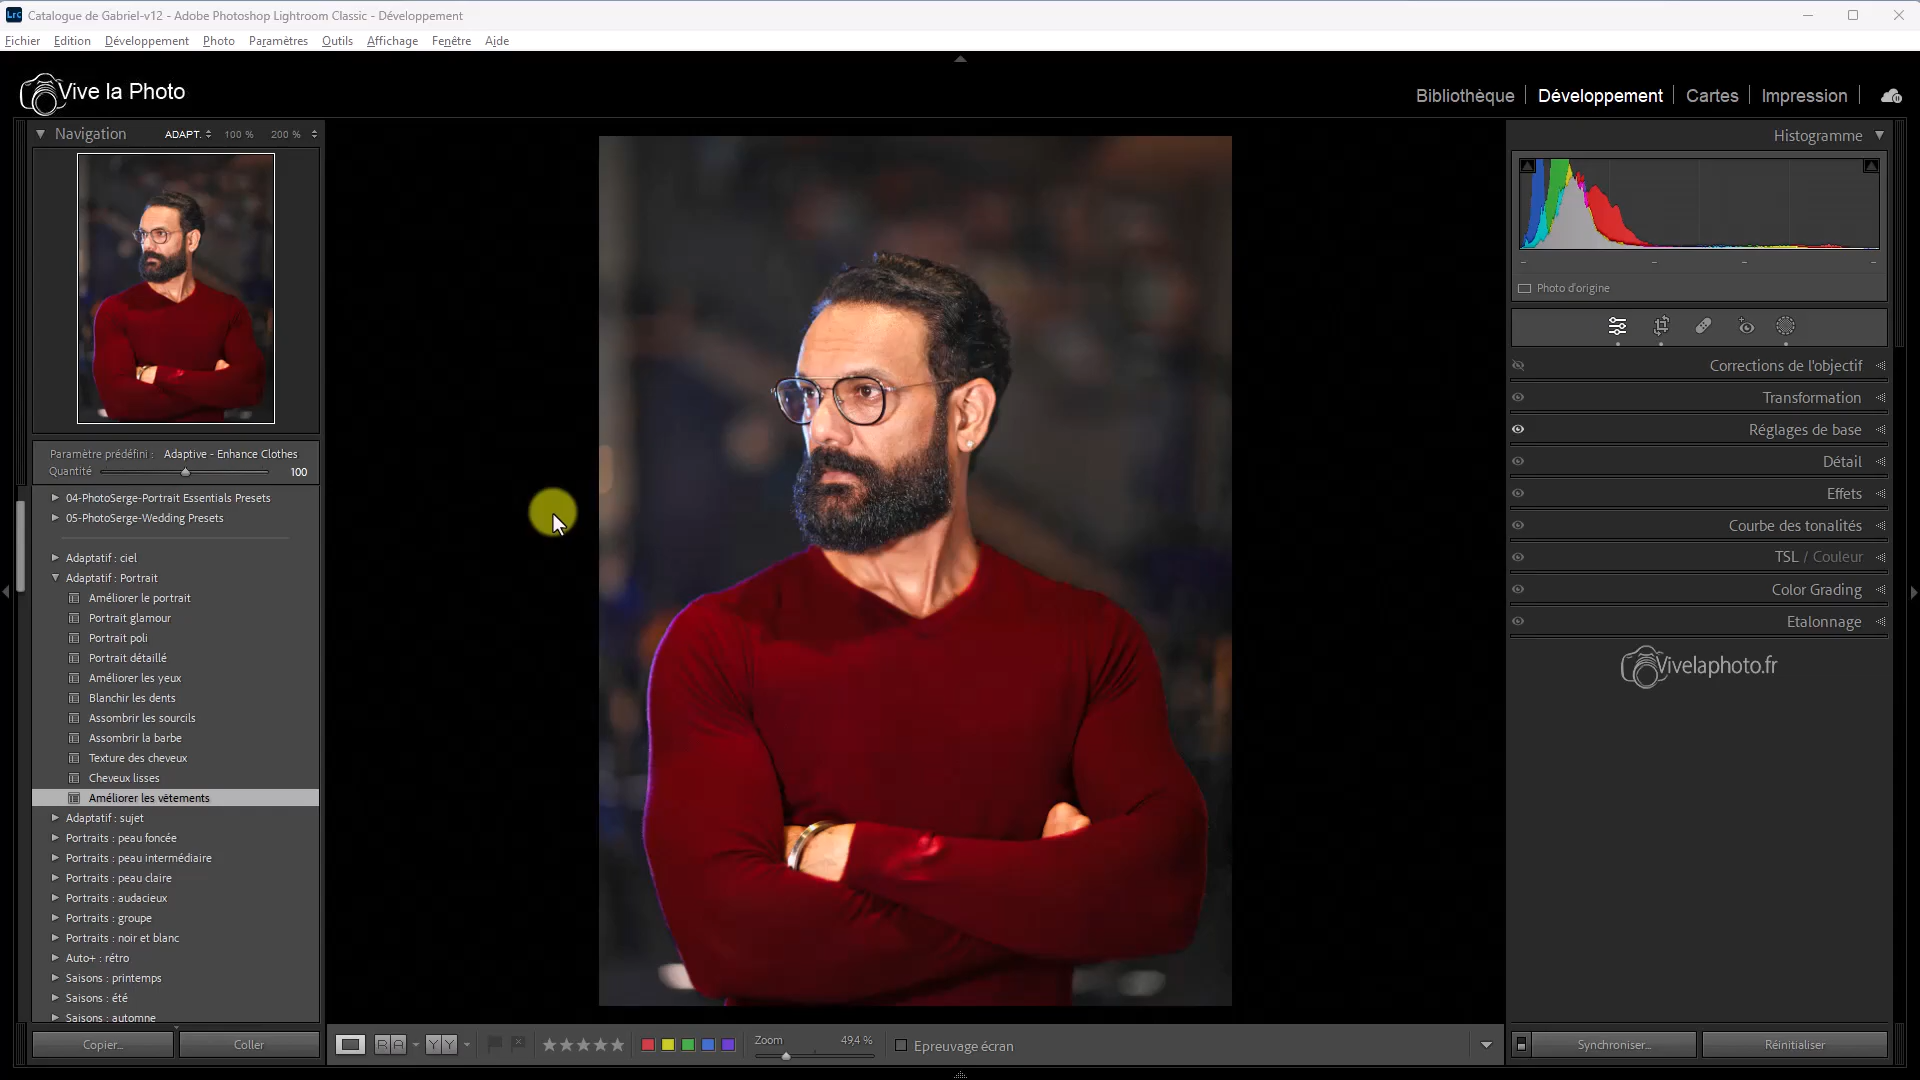 Lrc Catalogue de Gabriel-v12 - Adobe Photoshop Lightroom Classic - Développement
Fichier Edition Développement Photo Paramètres Outils Affichage Fenêtre Aide
Vive la Photo
Bibliothèque Développement Cartes Impression
Navigation ADAPT. 100 % 200 %
Histogramme
Photo d'origine
Corrections de l'objectif
Transformation
Réglages de base
Détail
Effets
Courbe des tonalités
TSL / Couleur
Color Grading
Etalonnage
Vivelaphoto.fr
Paramètre prédéfini : Adaptive - Enhance Clothes
Quantité 100
04-PhotoSerge-Portrait Essentials Presets
05-PhotoSerge-Wedding Presets
Adaptatif : ciel
Adaptatif : Portrait
Améliorer le portrait
Portrait glamour
Portrait poli
Portrait détaillé
Améliorer les yeux
Blanchir les dents
Assombrir les sourcils
Assombrir la barbe
Texture des cheveux
Cheveux lisses
Améliorer les vêtements
Adaptatif : sujet
Portraits : peau foncée
Portraits : peau intermédiaire
Portraits : peau claire
Portraits : audacieux
Portraits : groupe
Portraits : noir et blanc
Auto+ : rétro
Saisons : printemps
Saisons : été
Saisons : automne
Copier... Coller
R A Y Y Zoom 49,4 % Epreuvage écran
Synchroniser... Réinitialiser